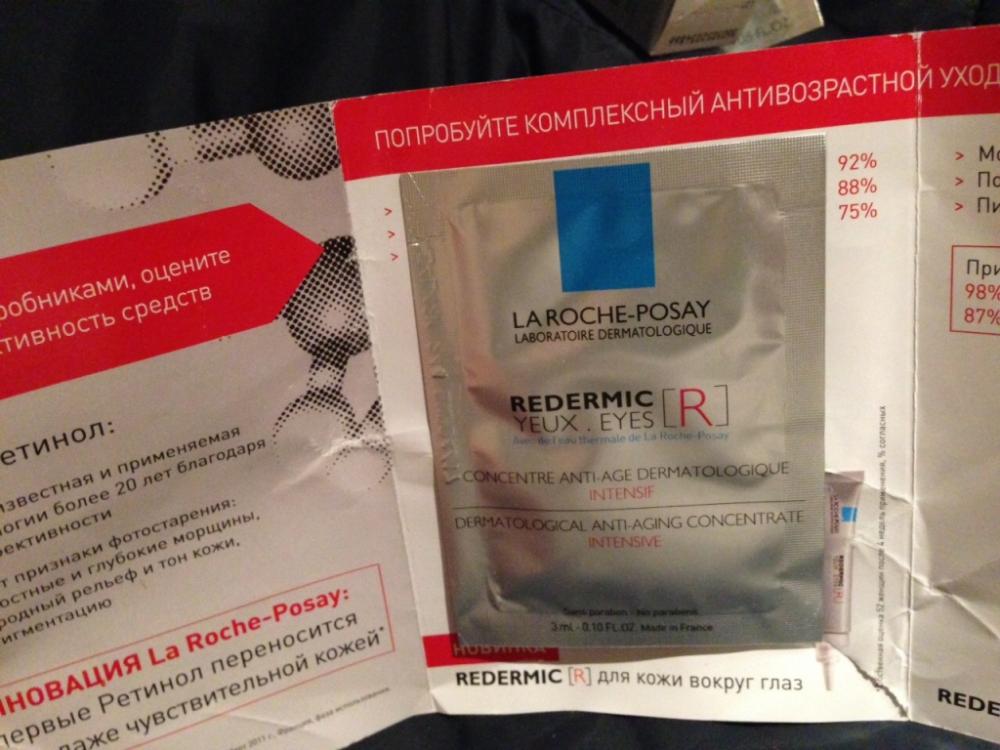 робниками, оцените
ктивность средств
етинол:
известная и применяемая
огии более 20 лет благодаря
ективности
т признаки фотостарения:
остные и глубокие морщины,
родный рельеф и тон кожи,
игментацию
НОВАЦИЯ La Roche-Posay:
первые Ретинол переносится
даже чувствительной кожей*
ПОПРОБУЙТЕ КОМПЛЕКСНЫЙ АНТИВОЗРАСТНОЙ УХОД
>
>
>
92%
88%
75%
LA ROCHE-POSAY
LABORATOIRE DERMATOLOGIQUE
REDERMIC [R]
YEUX . EYES
Avec de l'eau thermale de La Roche-Posay
CONCENTRE ANTI-AGE DERMATOLOGIQUE
INTENSIF
DERMATOLOGICAL ANTI-AGING CONCENTRATE
INTENSIVE
Sans paraben - No parabens
3 mL - 0.10 FL.OZ. Made in France
НОВИНКА
REDERMIC [R] для кожи вокруг глаз
> Мо
> По
> Пи
При
98%
87%
REDE